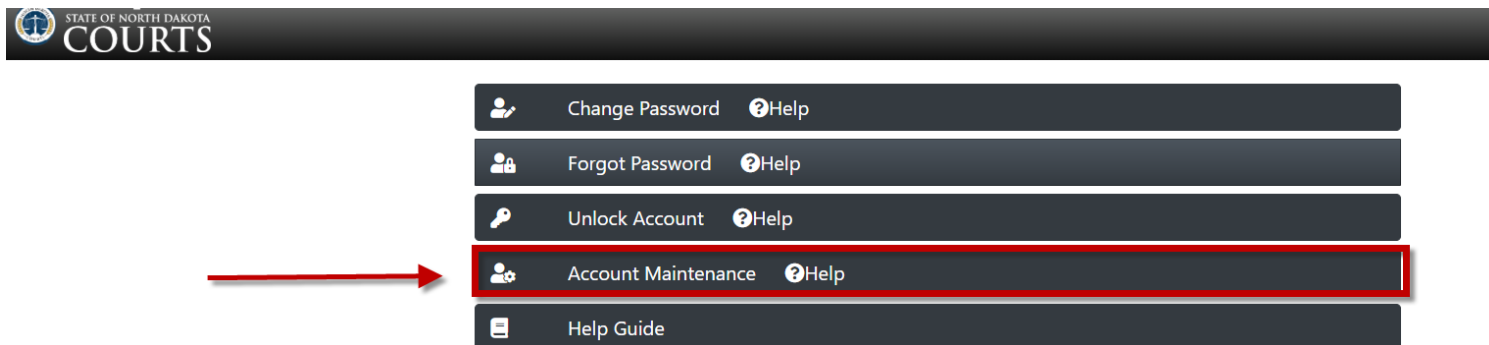 STATE OF NORTH DAKOTA
COURTS
Change Password ?Help
Forgot Password ?Help
Unlock Account ?Help
Account Maintenance ?Help
Help Guide